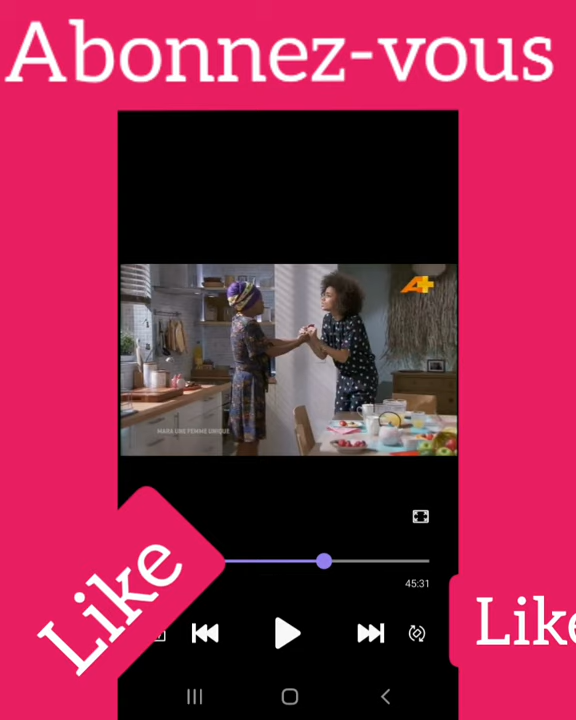 Abonnez-vous
A+
MARA UNE FEMME UNIQUE
45:31
Like
Like